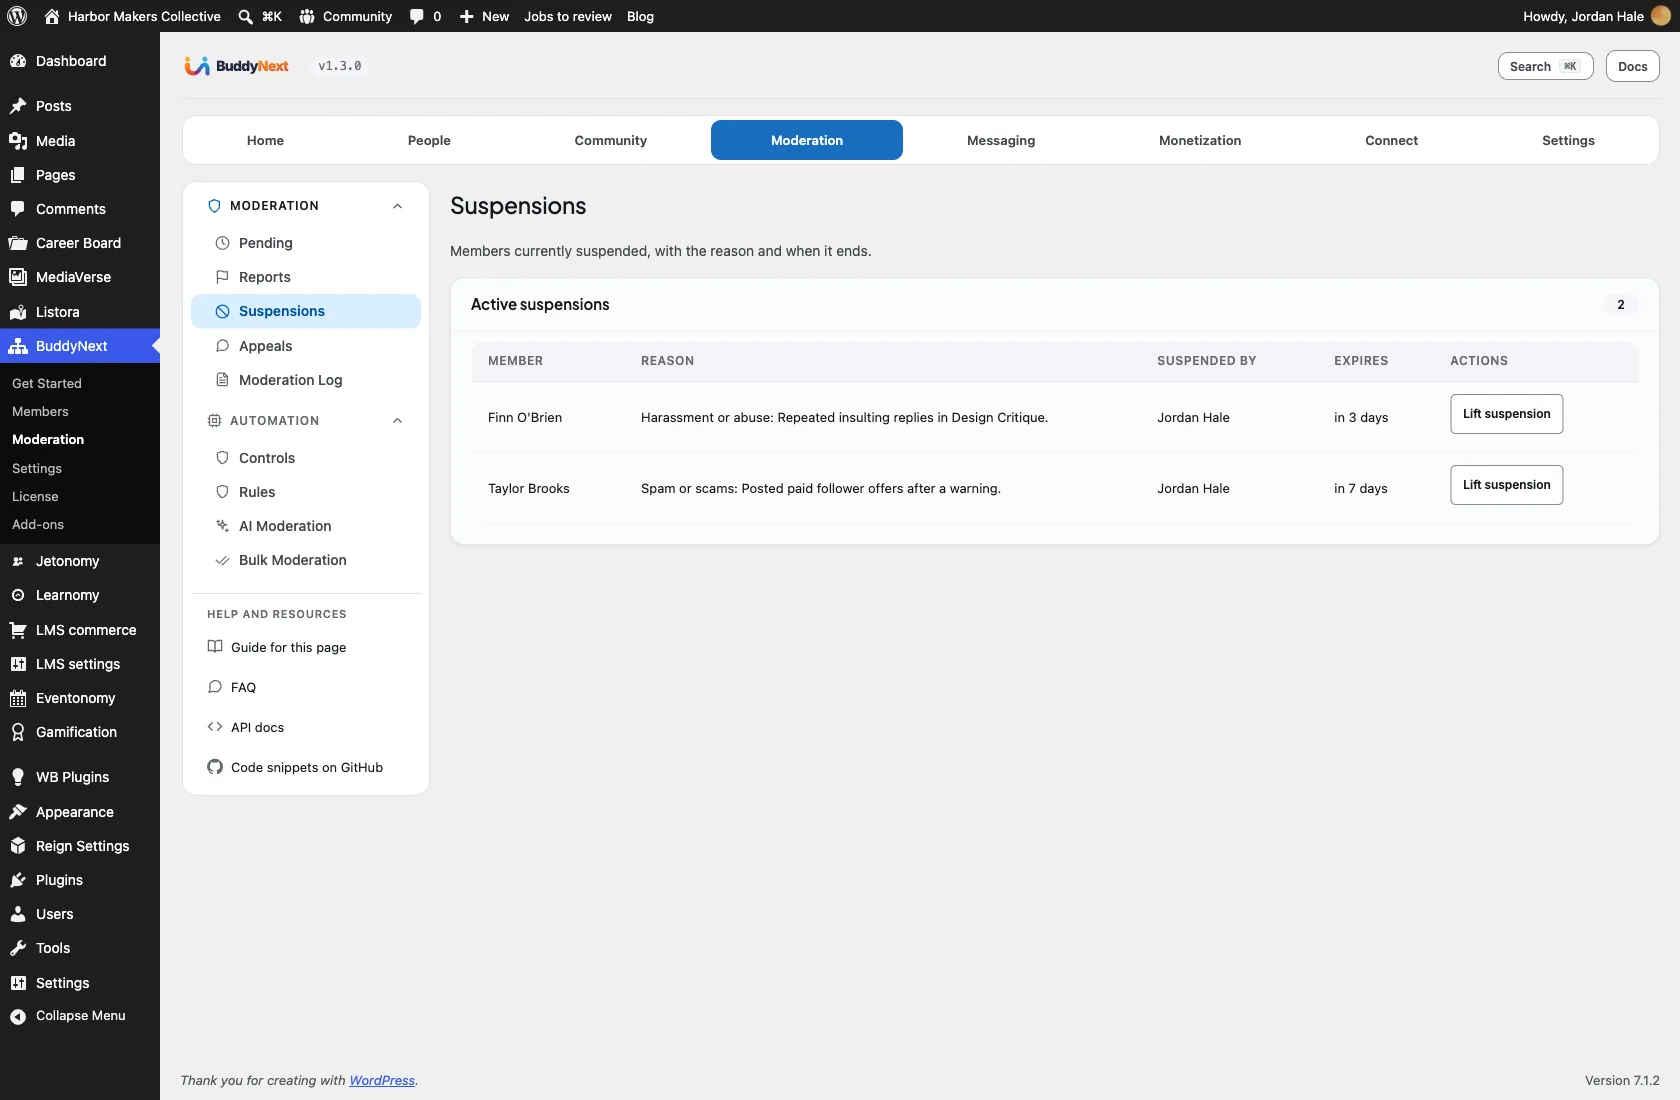 Harbor Makers Collective ⌘K Community 0 New Jobs to review Blog Howdy, Jordan Hale
Dashboard
Posts
Media
Pages
Comments
Career Board
MediaVerse
Listora
BuddyNext
Get Started
Members
Moderation
Settings
License
Add-ons
Jetonomy
Learnomy
LMS commerce
LMS settings
Eventonomy
Gamification
WB Plugins
Appearance
Reign Settings
Plugins
Users
Tools
Settings
Collapse Menu
BuddyNext v1.3.0 Search ⌘K Docs
Home People Community Moderation Messaging Monetization Connect Settings
MODERATION
Pending
Reports
Suspensions
Appeals
Moderation Log
AUTOMATION
Controls
Rules
AI Moderation
Bulk Moderation
HELP AND RESOURCES
Guide for this page
FAQ
API docs
Code snippets on GitHub
Suspensions
Members currently suspended, with the reason and when it ends.
Active suspensions 2
MEMBER REASON SUSPENDED BY EXPIRES ACTIONS
Finn O'Brien Harassment or abuse: Repeated insulting replies in Design Critique. Jordan Hale in 3 days Lift suspension
Taylor Brooks Spam or scams: Posted paid follower offers after a warning. Jordan Hale in 7 days Lift suspension
Thank you for creating with WordPress. Version 7.1.2